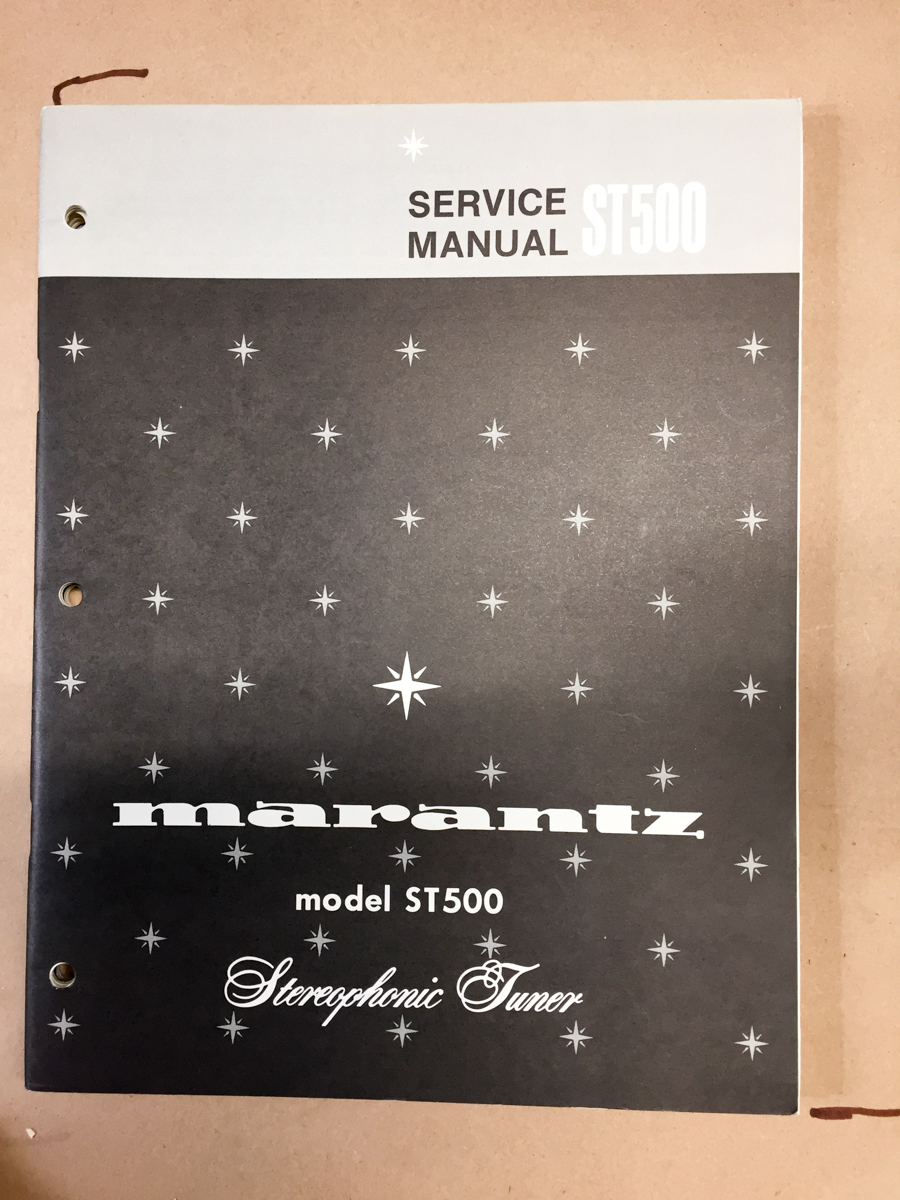 SERVICE ST500
MANUAL
marantz
model ST500
Stereophonic Tuner